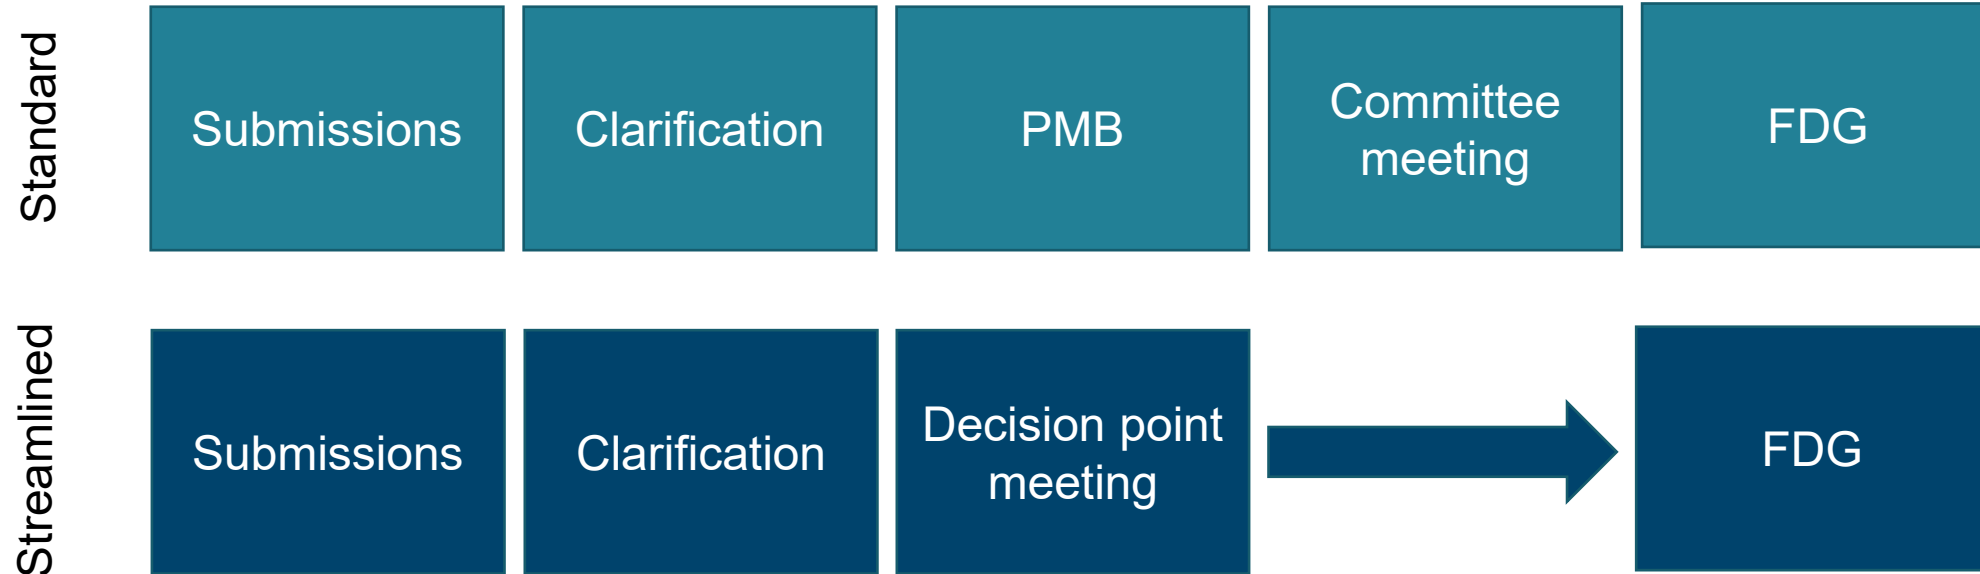 Standard
Submissions
Clarification
PMB
Committee
meeting
FDG
Streamlined
Submissions
Clarification
Decision point
meeting
FDG